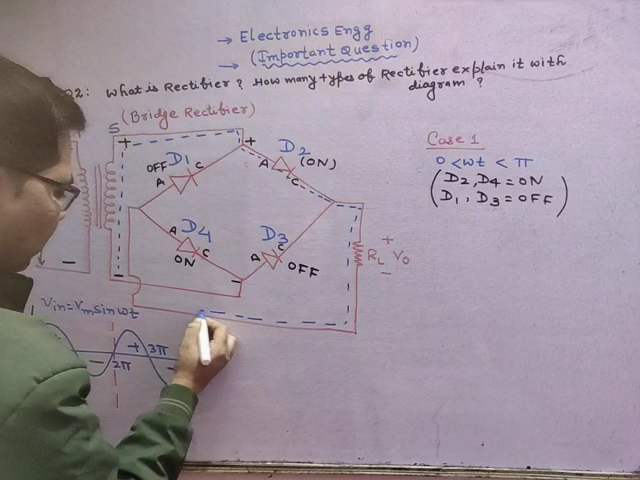 → Electronics Engg
→ (Important Question)
Q2: What is Rectifier? How many types of Rectifier explain it with
diagram?
(Bridge Rectifier)
S
+
+
D1
D2
OFF
(ON)
A
C
A
C
Case 1
0 < wt < π
(D2, D4 = ON
D1, D3 = OFF)
A
D4
C
ON
D3
A
C
OFF
+
RL Vo
-
-
-
-
Vin = Vm sin wt
+
3π
-
2π